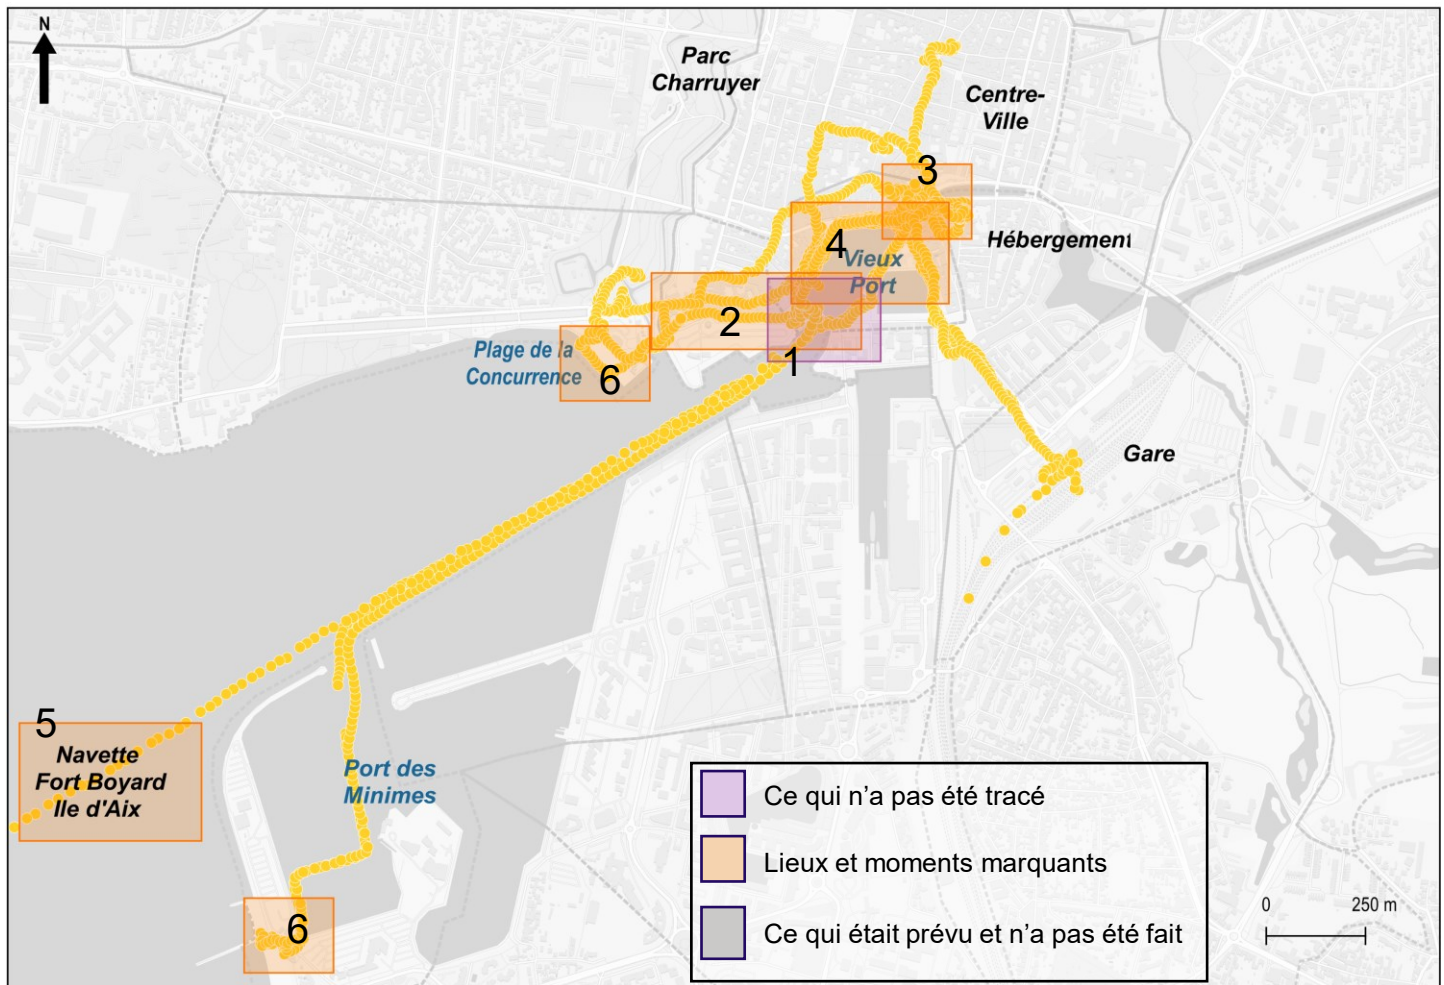 N
Parc
Charruyer
Centre-
Ville
3
Hébergement
4
Vieux
Port
2
1
Plage de la
Concurrence
6
Gare
5
Navette
Fort Boyard
Ile d'Aix
Port des
Minimes
6
Ce qui n’a pas été tracé
Lieux et moments marquants
Ce qui était prévu et n’a pas été fait
0 250 m